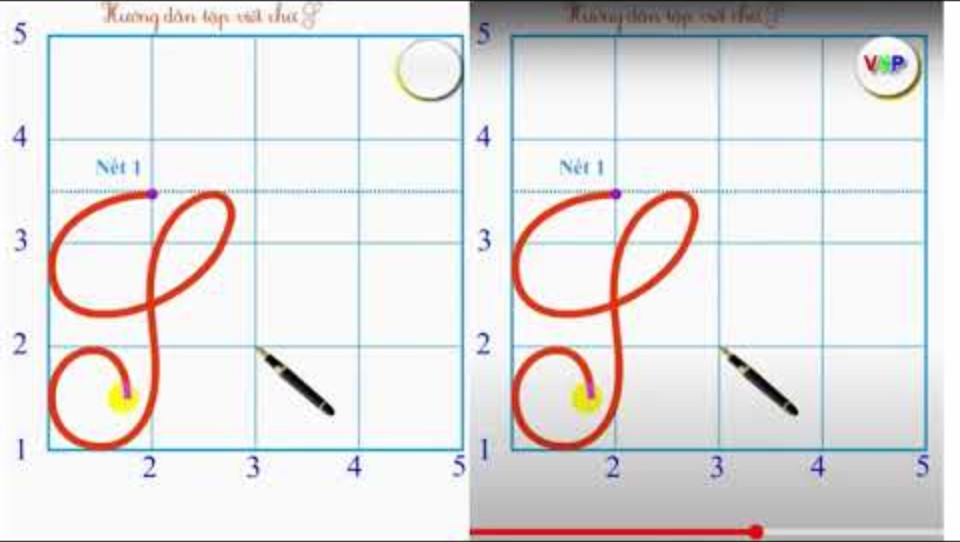 Hướng dẫn tập viết chữ G Hướng dẫn tập viết chữ G
5 5
VNP
4 4
Nét 1 Nét 1
3 3
2 2
1 1
2 3 4 5 2 3 4 5